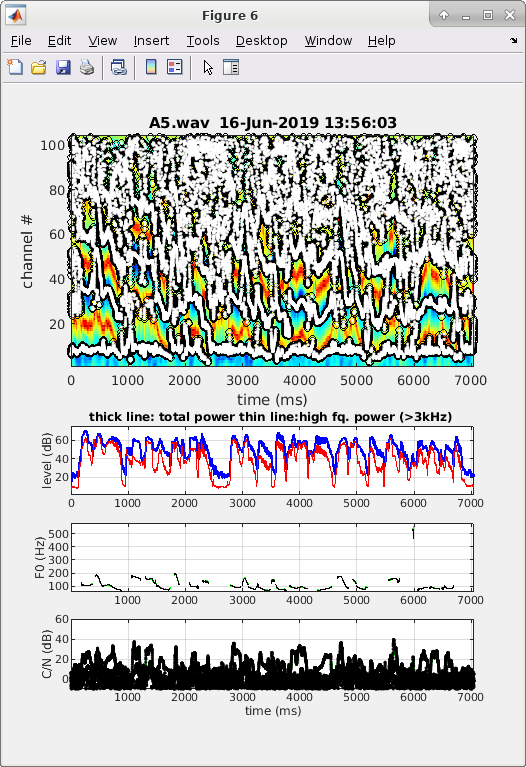 Figure 6
File Edit View Insert Tools Desktop Window Help
A5.wav 16-Jun-2019 13:56:03
channel #
100
80
60
40
20
0 1000 2000 3000 4000 5000 6000 7000
time (ms)
thick line: total power thin line:high fq. power (>3kHz)
level (dB)
60
40
20
0 1000 2000 3000 4000 5000 6000 7000
F0 (Hz)
500
400
300
200
100
1000 2000 3000 4000 5000 6000 7000
C/N (dB)
60
40
20
0
1000 2000 3000 4000 5000 6000 7000
time (ms)